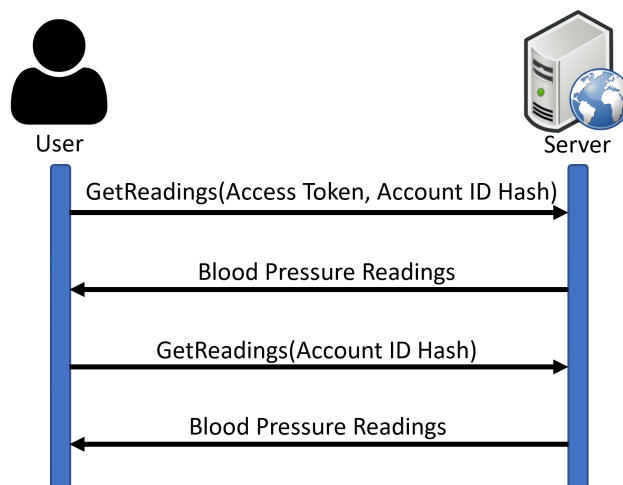 User
Server
GetReadings(Access Token, Account ID Hash)
Blood Pressure Readings
GetReadings(Account ID Hash)
Blood Pressure Readings